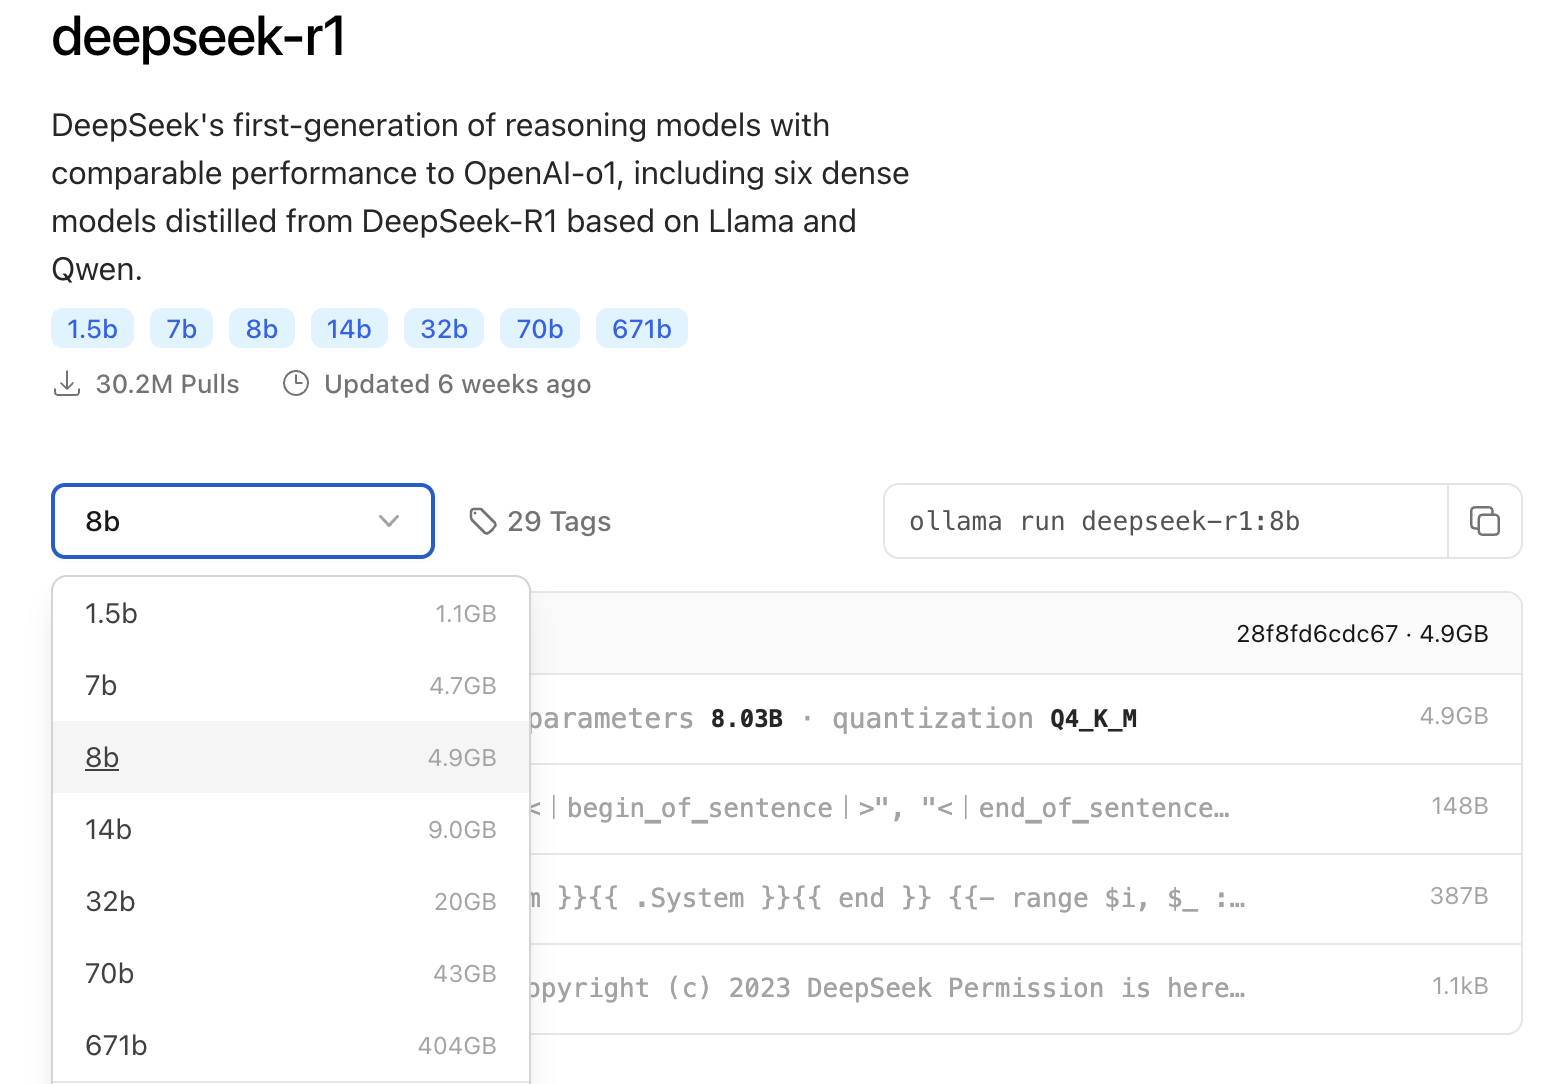 deepseek-r1
DeepSeek's first-generation of reasoning models with
comparable performance to OpenAI-o1, including six dense
models distilled from DeepSeek-R1 based on Llama and
Qwen.
1.5b 7b 8b 14b 32b 70b 671b
30.2M Pulls Updated 6 weeks ago
8b 29 Tags ollama run deepseek-r1:8b
1.5b 1.1GB
7b 4.7GB
8b 4.9GB
14b 9.0GB
32b 20GB
70b 43GB
671b 404GB
28f8fd6cdc67 · 4.9GB
parameters 8.03B · quantization Q4_K_M 4.9GB
<｜begin_of_sentence｜>", "<｜end_of_sentence… 148B
}}{{ .System }}{{ end }} {{- range $i, $_ :… 387B
opyright (c) 2023 DeepSeek Permission is here… 1.1kB